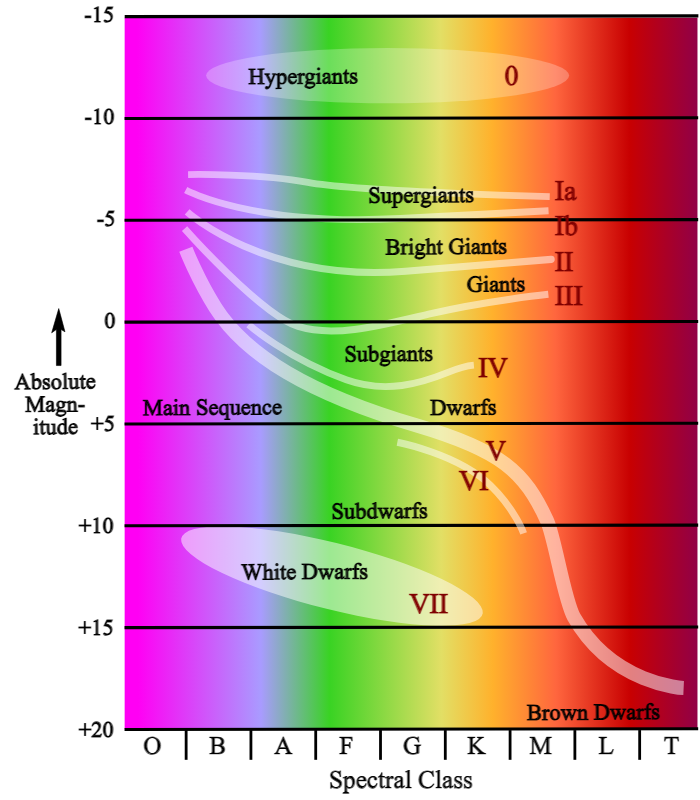 -15
Hypergiants 0
-10
Supergiants Ia
-5
Ib
Bright Giants II
Giants III
0
Subgiants IV
Absolute
Magn-
itude
Main Sequence Dwarfs
+5
V
VI
Subdwarfs
+10
White Dwarfs
VII
+15
Brown Dwarfs
+20
O B A F G K M L T
Spectral Class